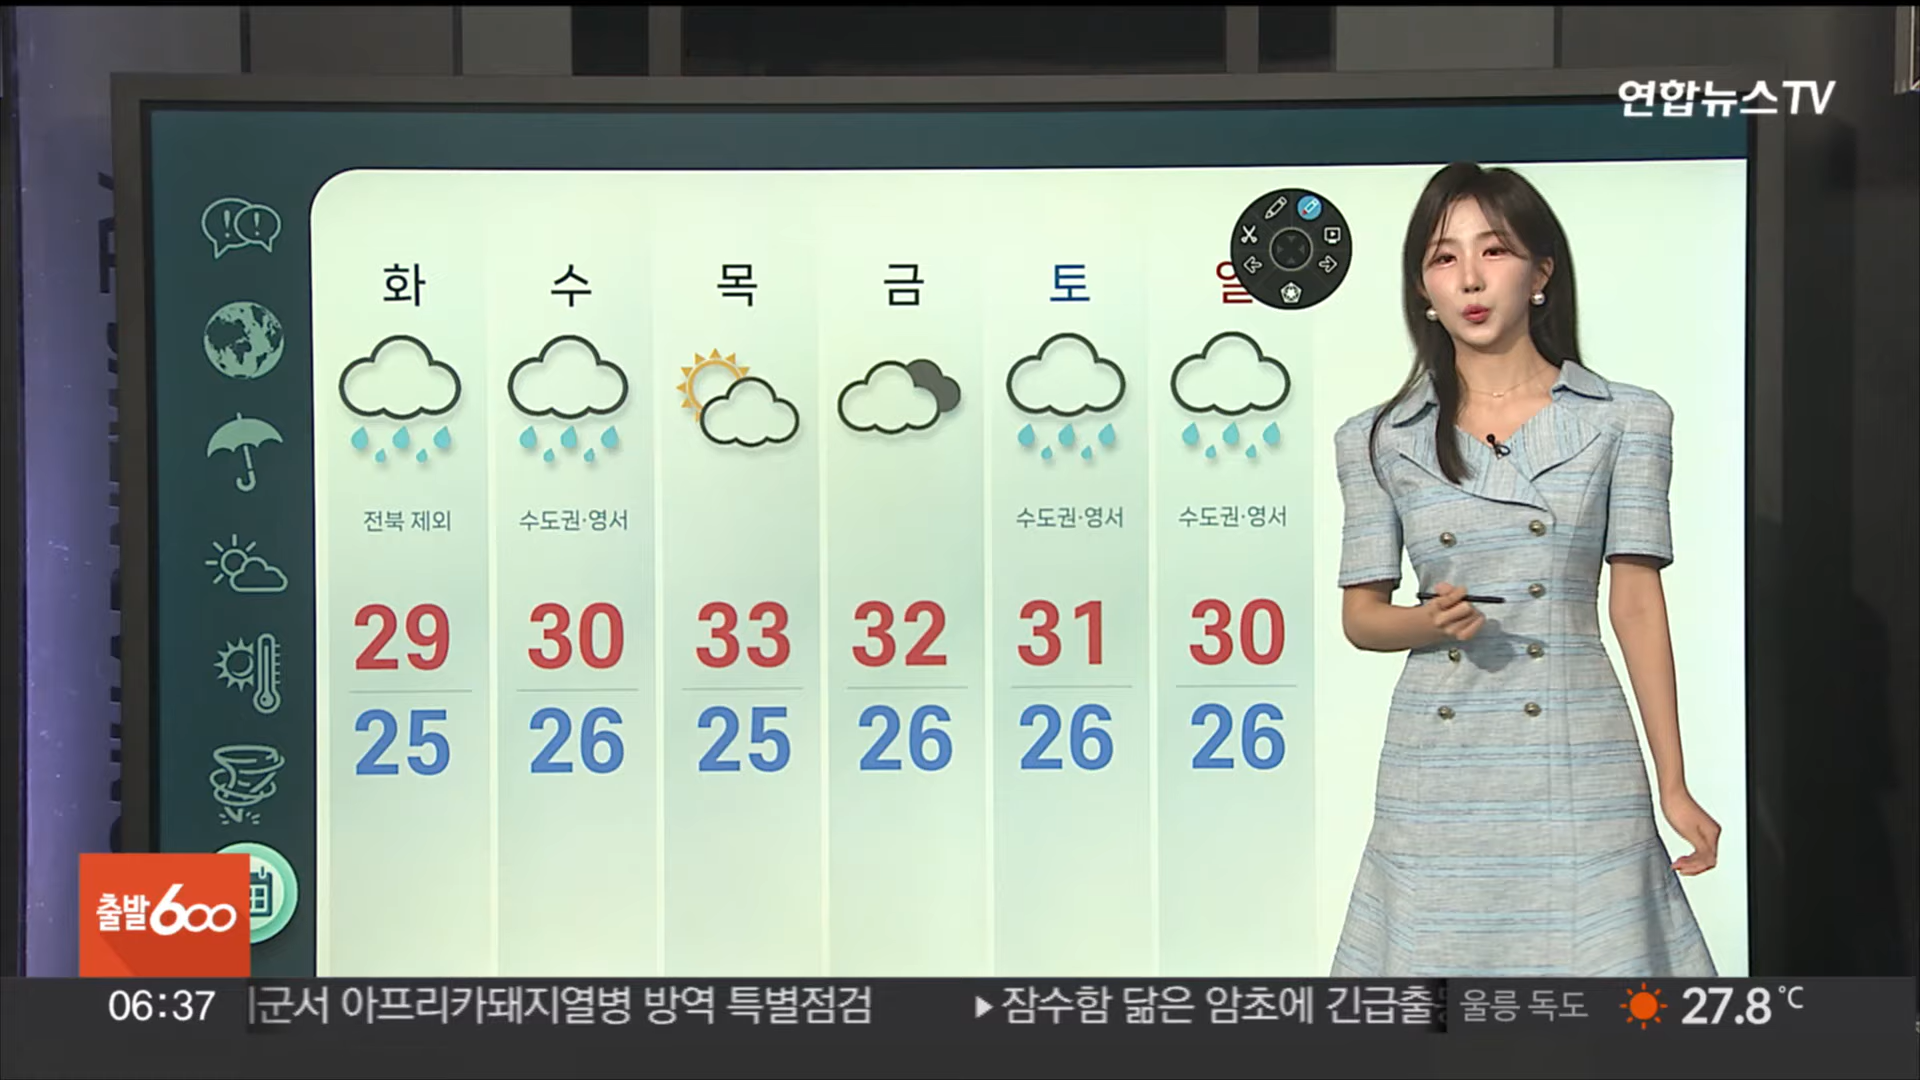 연합뉴스TV
화 수 목 금 토 일
전북 제외 수도권·영서 수도권·영서 수도권·영서
29 30 33 32 31 30
25 26 25 26 26 26
출발600
06:37 군서 아프리카돼지열병 방역 특별점검 ▶잠수함 닮은 암초에 긴급출 울릉 독도 27.8℃